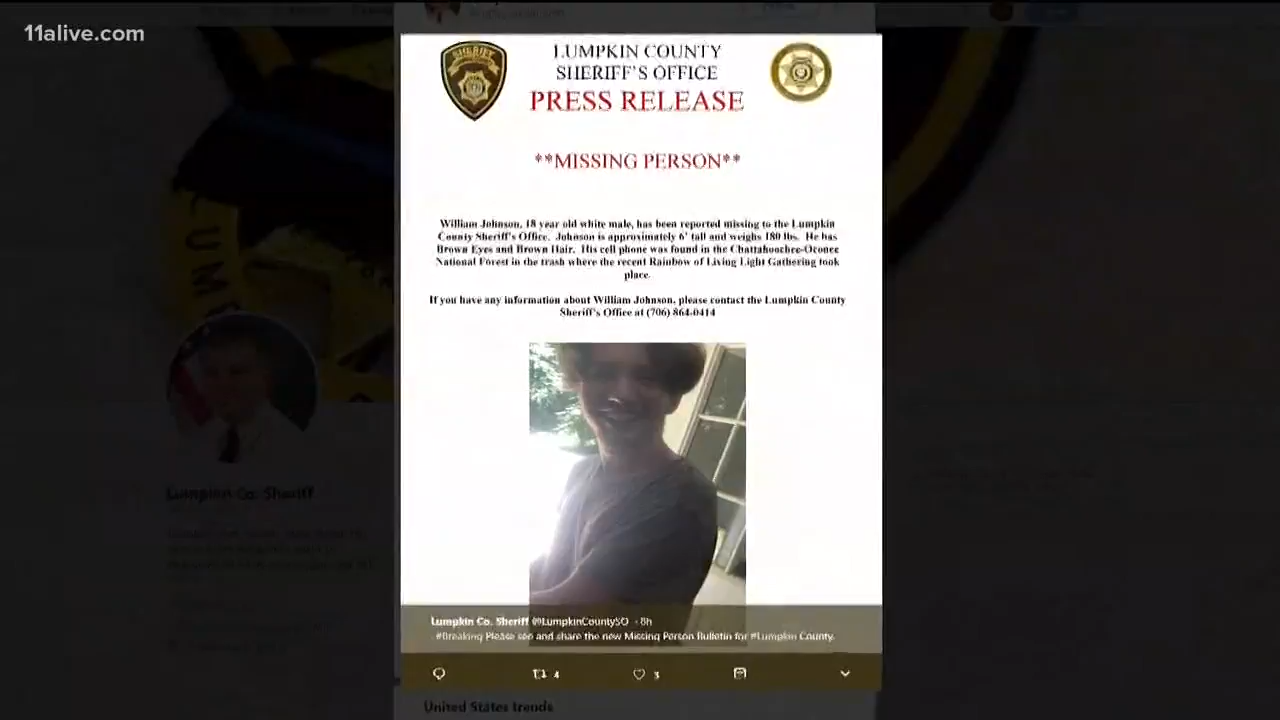 11alive.com
LUMPKIN COUNTY
SHERIFF'S OFFICE
PRESS RELEASE
SHERIFF
**MISSING PERSON**
William Johnson, 18 year old white male, has been reported missing to the Lumpkin
County Sheriff's Office. Johnson is approximately 6' tall and weighs 180 lbs. He has
Brown Eyes and Brown Hair. His cell phone was found in the Chattahoochee-Oconee
National Forest in the trash where the recent Rainbow of Living Light Gathering took
place.
If you have any information about William Johnson, please contact the Lumpkin County
Sheriff's Office at (706) 864-0414
LUMP
Lumpkin Co. Sheriff
Lumpkin Co. Sheriff @LumpkinCountySO · 8h
#Breaking Please see and share the new Missing Person Bulletin for #Lumpkin County.
4
3
United States trends